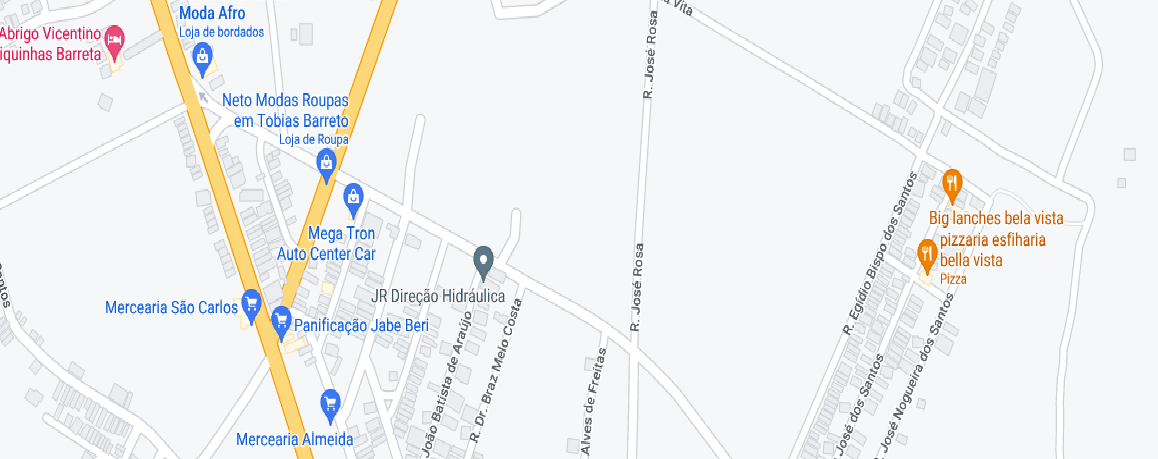 Moda Afro
Loja de bordados
Abrigo Vicentino
iquinhas Barreta
Neto Modas Roupas
em Tobias Barreto
Loja de Roupa
Mega Tron
Auto Center Car
JR Direção Hidráulica
Mercearia São Carlos
Panificação Jabe Beri
Mercearia Almeida
João Batista de Araújo
R. Dr. Braz Melo Costa
Alves de Freitas
R. José Rosa
R. José Rosa
Vita
R. Egídio Bispo dos Santos
José dos Santos
R. José Nogueira dos Santos
Big lanches bela vista
pizzaria esfiharia
bella vista
Pizza